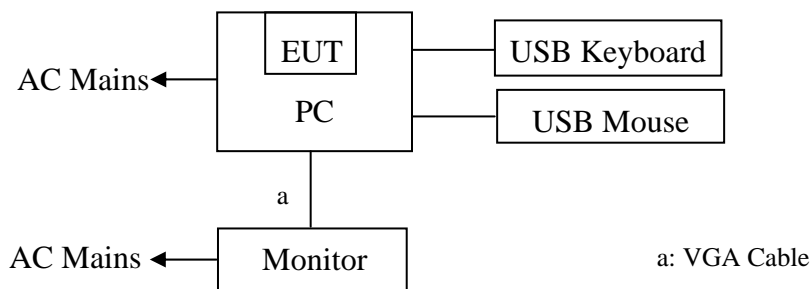 EUT
USB Keyboard
AC Mains
PC
USB Mouse
a
AC Mains
Monitor
a: VGA Cable